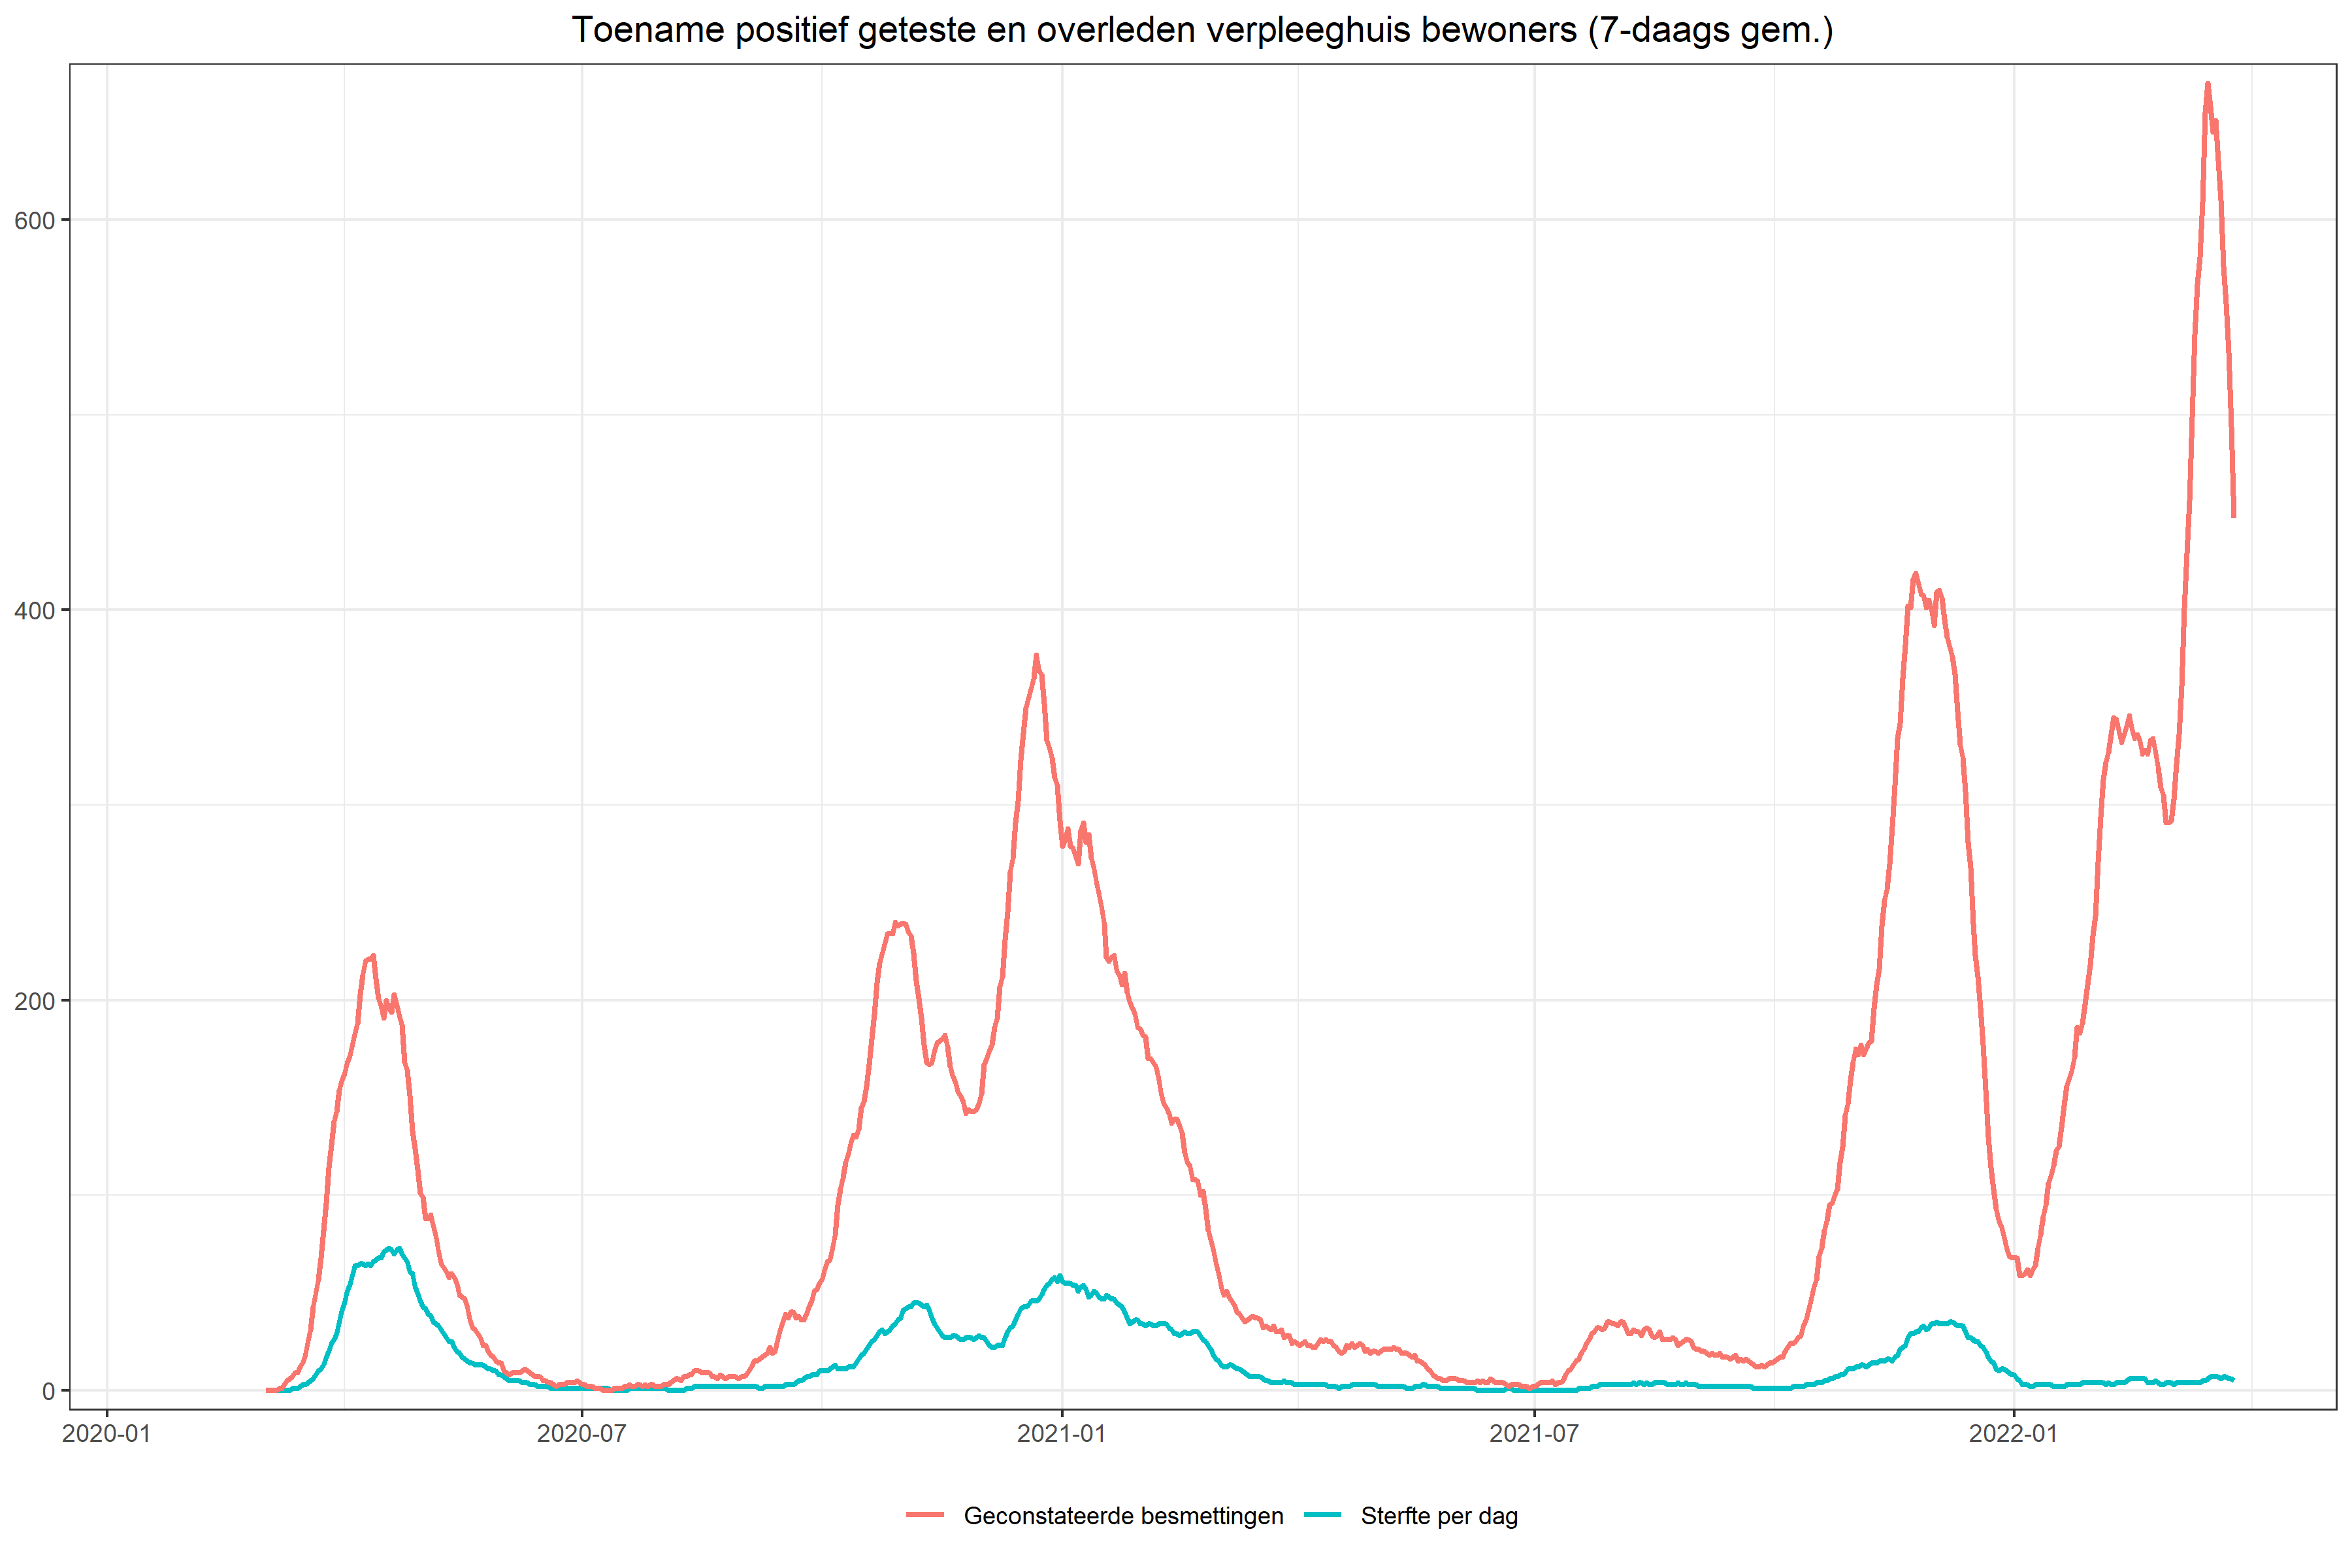 Toename positief geteste en overleden verpleeghuis bewoners (7-daags gem.)
600
400
200
0
2020-01 2020-07 2021-01 2021-07 2022-01
Geconstateerde besmettingen Sterfte per dag